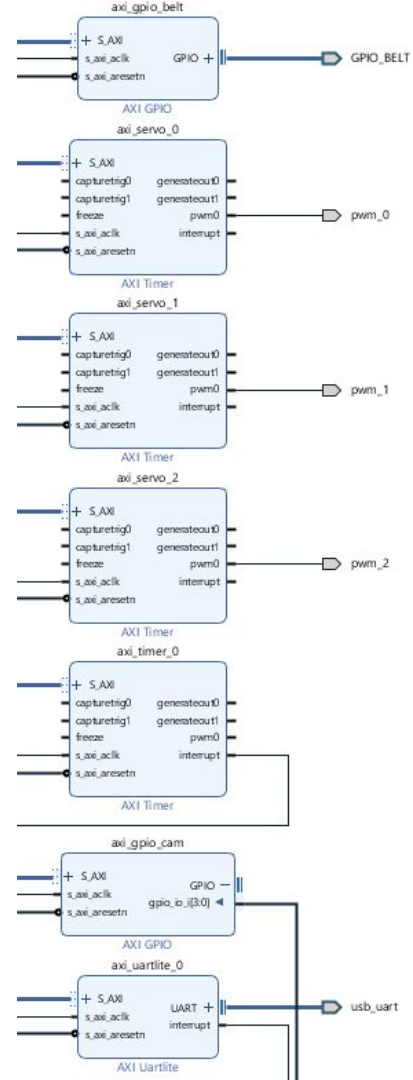 axi_gpio_belt
S_AXI
s_axi_aclk GPIO GPIO_BELT
s_axi_aresetn
AXI GPIO
axi_servo_0
S_AXI
capturetrig0 generateout0
capturetrig1 generateout1
freeze pwm0 pwm_0
s_axi_aclk interrupt
s_axi_aresetn
AXI Timer
axi_servo_1
S_AXI
capturetrig0 generateout0
capturetrig1 generateout1
freeze pwm0 pwm_1
s_axi_aclk interrupt
s_axi_aresetn
AXI Timer
axi_servo_2
S_AXI
capturetrig0 generateout0
capturetrig1 generateout1
freeze pwm0 pwm_2
s_axi_aclk interrupt
s_axi_aresetn
AXI Timer
axi_timer_0
S_AXI
capturetrig0 generateout0
capturetrig1 generateout1
freeze pwm0
s_axi_aclk interrupt
s_axi_aresetn
AXI Timer
axi_gpio_cam
S_AXI
GPIO
s_axi_aclk
gpio_io_i[3:0]
s_axi_aresetn
AXI GPIO
axi_uartlite_0
S_AXI
UART usb_uart
s_axi_aclk
interrupt
s_axi_aresetn
AXI Uartlite